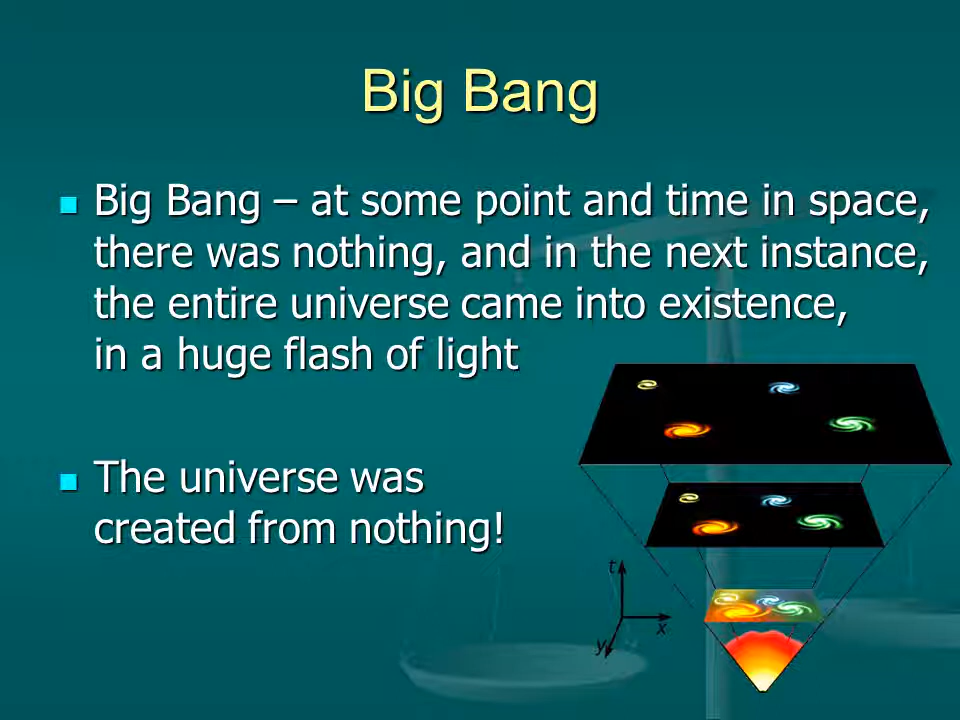 Big Bang
Big Bang – at some point and time in space,
there was nothing, and in the next instance,
the entire universe came into existence,
in a huge flash of light
The universe was
created from nothing!
t
x
y